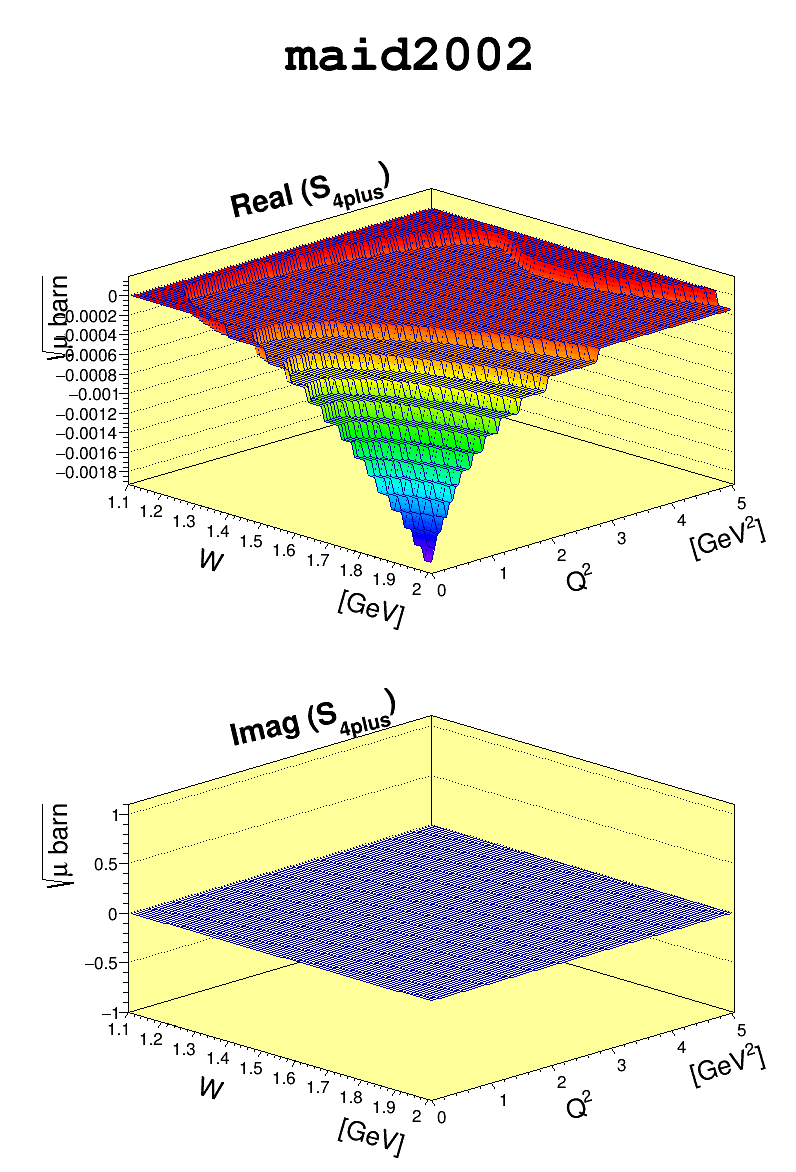 maid2002
Real (S4plus)
√μ barn
0
−0.0002
−0.0004
−0.0006
−0.0008
−0.001
−0.0012
−0.0014
−0.0016
−0.0018
1.1 1.2 1.3 1.4 1.5 1.6 1.7 1.8 1.9 2
W
[GeV]
0 1 2 3 4 5
Q2
[GeV2]
Imag (S4plus)
√μ barn
1
0.5
0
−0.5
−1
1.1 1.2 1.3 1.4 1.5 1.6 1.7 1.8 1.9 2
W
[GeV]
0 1 2 3 4 5
Q2
[GeV2]